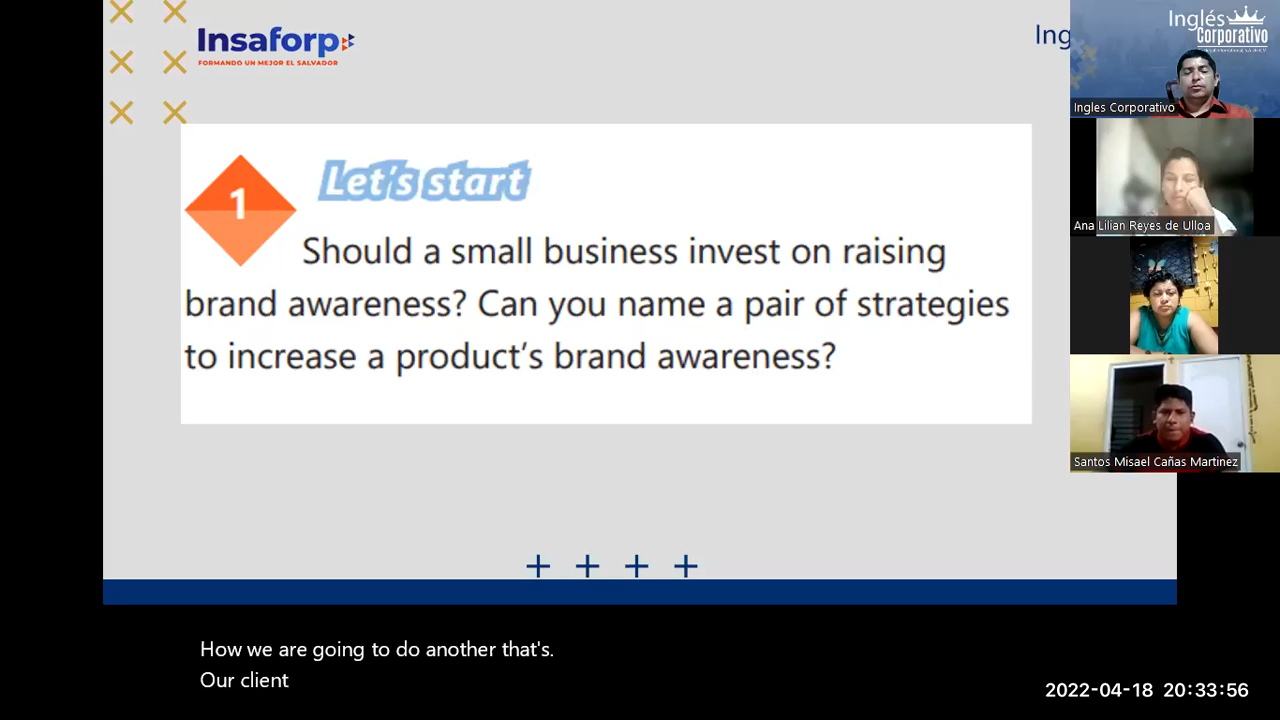 Insaforp
FORMANDO UN MEJOR EL SALVADOR
Ing
Inglés
Corporativo
Ingles Corporativo
Ana Lilian Reyes de Ulloa
Santos Misael Cañas Martinez
1
Let's start
Should a small business invest on raising
brand awareness? Can you name a pair of strategies
to increase a product's brand awareness?
How we are going to do another that's.
Our client
2022-04-18 20:33:56